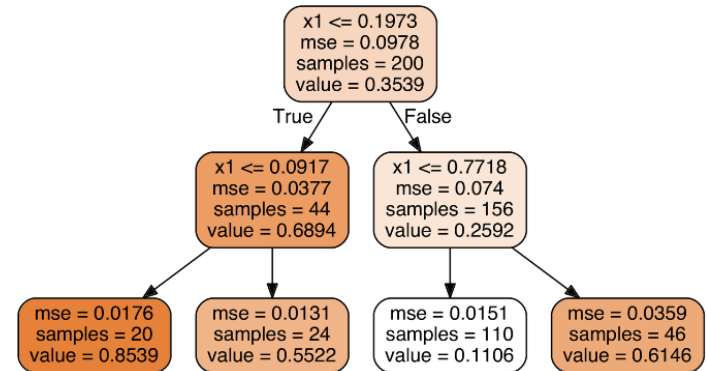 x1 <= 0.1973
mse = 0.0978
samples = 200
value = 0.3539
True
False
x1 <= 0.0917
mse = 0.0377
samples = 44
value = 0.6894
x1 <= 0.7718
mse = 0.074
samples = 156
value = 0.2592
mse = 0.0176
samples = 20
value = 0.8539
mse = 0.0131
samples = 24
value = 0.5522
mse = 0.0151
samples = 110
value = 0.1106
mse = 0.0359
samples = 46
value = 0.6146